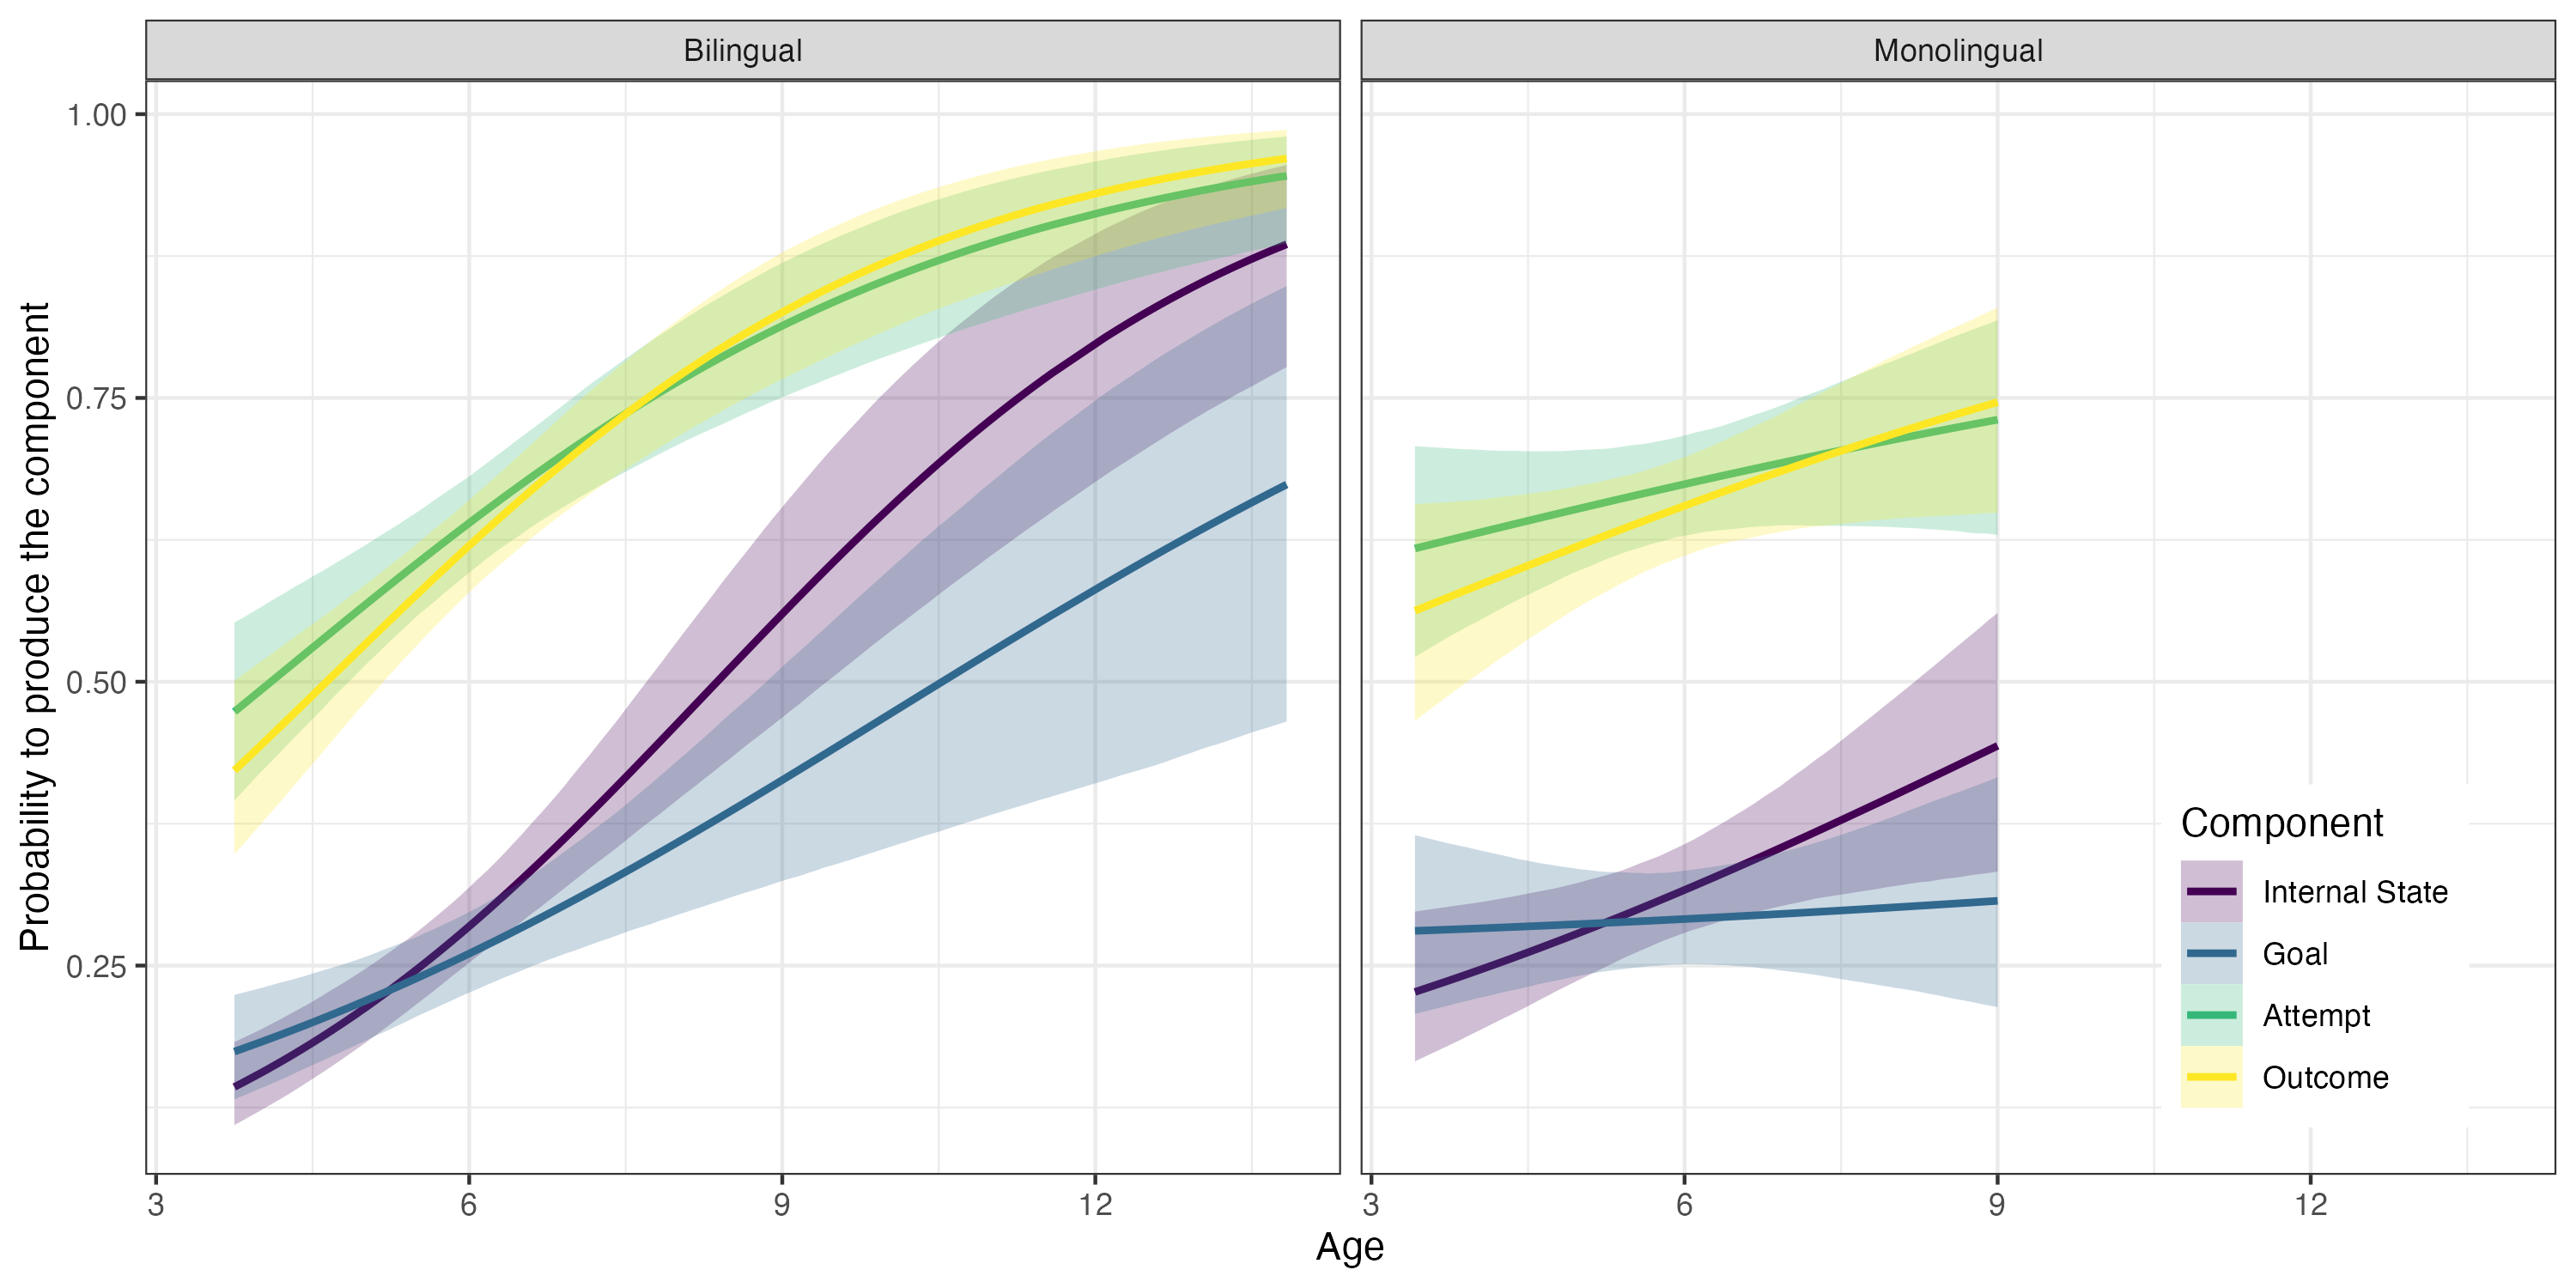 Bilingual
Monolingual
Probability to produce the component
1.00
0.75
0.50
0.25
3 6 9 12
3 6 9 12
Age
Component
Internal State
Goal
Attempt
Outcome